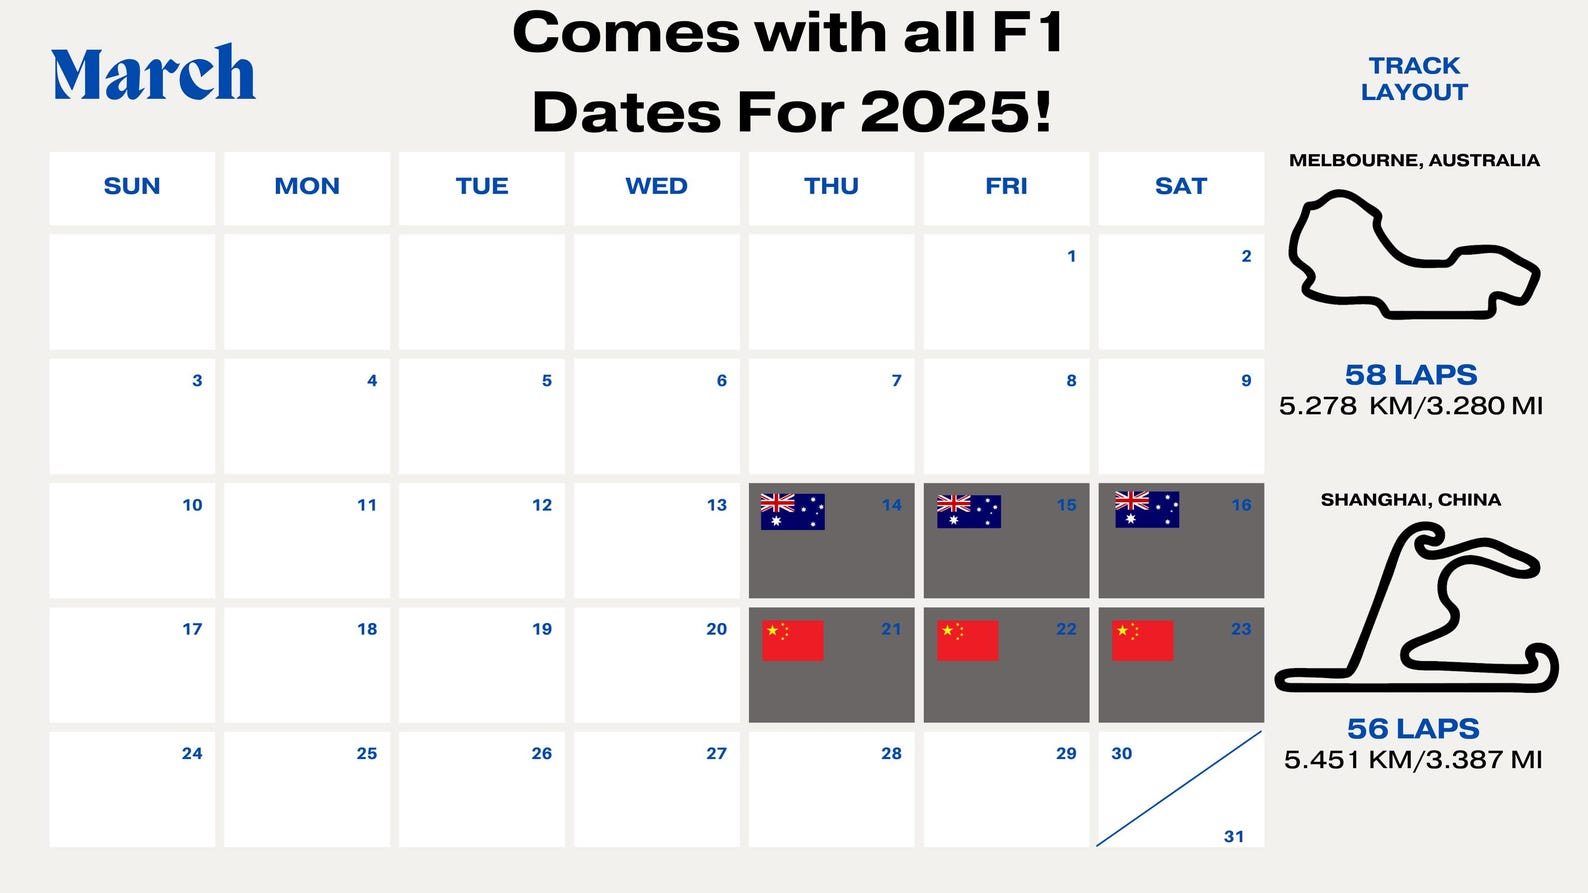 March
Comes with all F1
Dates For 2025!
TRACK
LAYOUT
SUN MON TUE WED THU FRI SAT
1 2
3 4 5 6 7 8 9
10 11 12 13 14 15 16
17 18 19 20 21 22 23
24 25 26 27 28 29 30
31
MELBOURNE, AUSTRALIA
58 LAPS
5.278 KM/3.280 MI
SHANGHAI, CHINA
56 LAPS
5.451 KM/3.387 MI